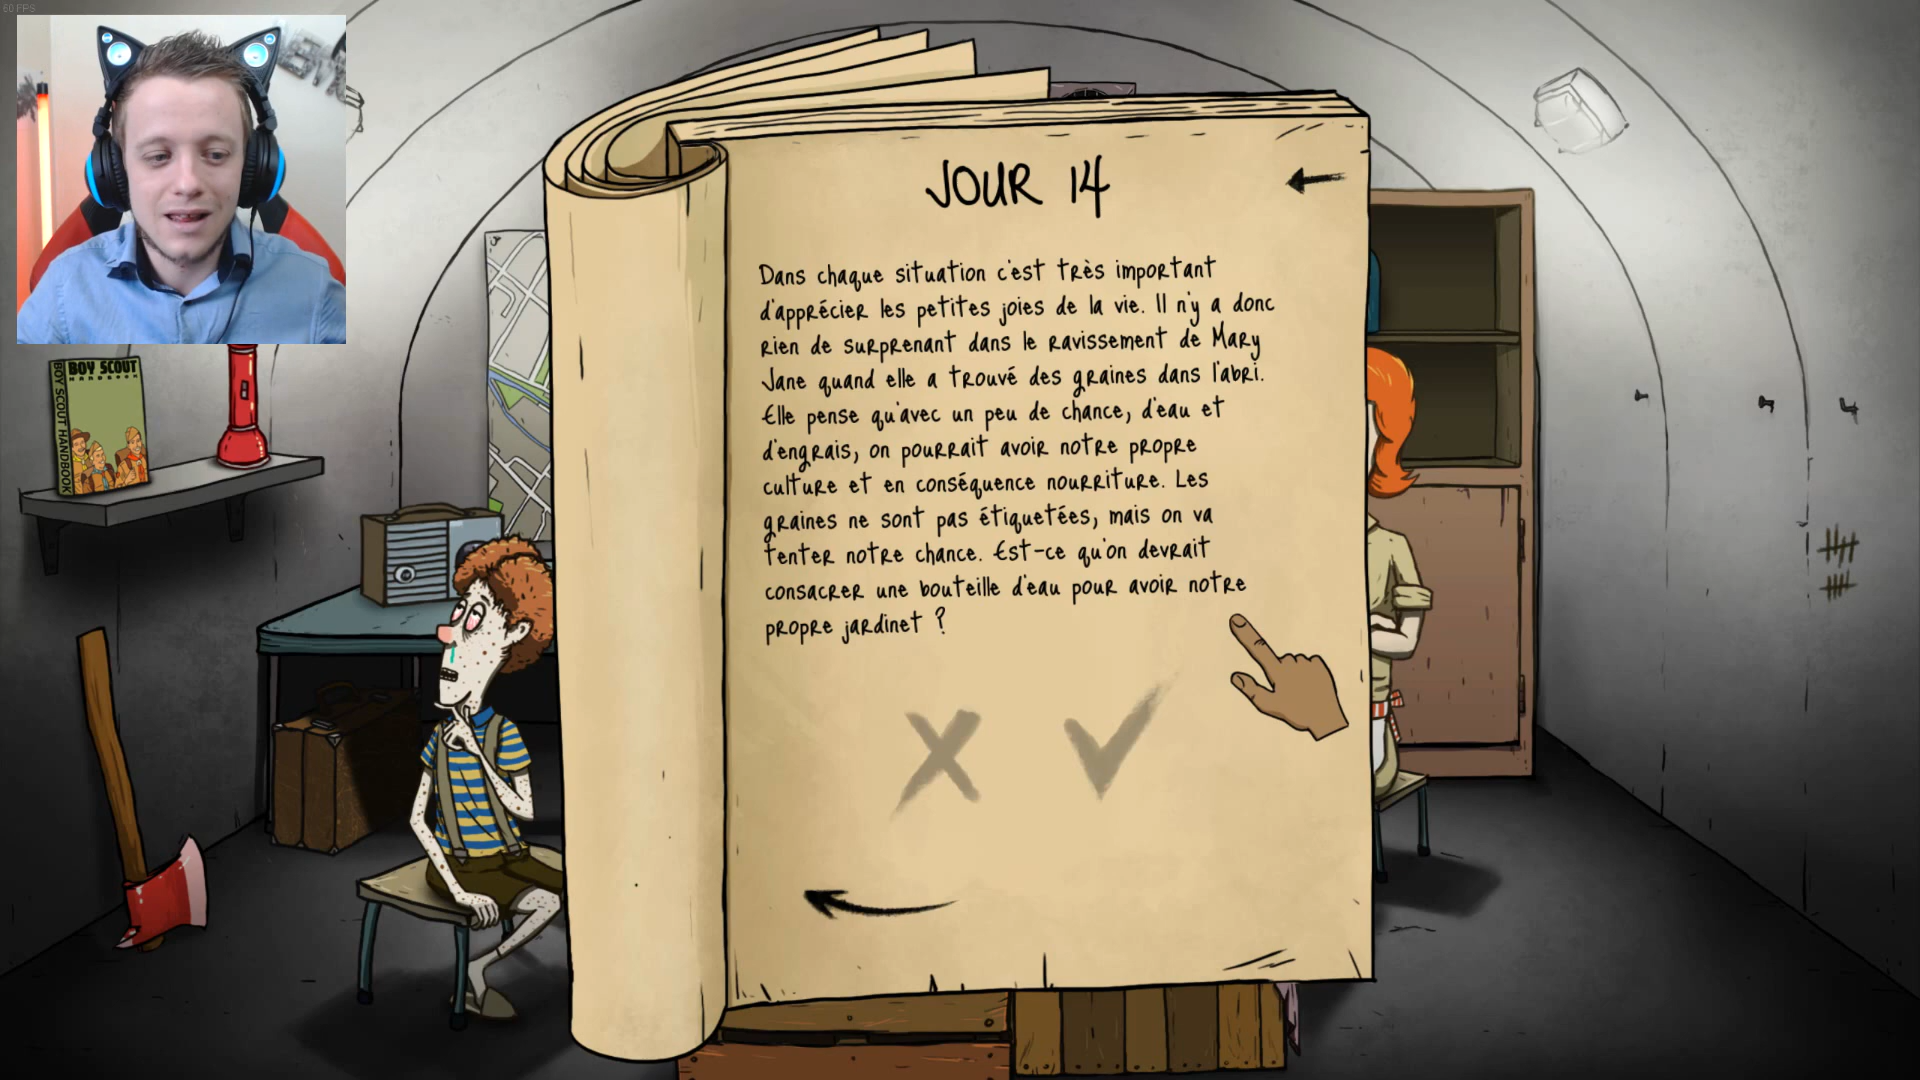 60 FPS
BOY SCOUT
HANDBOOK
BOY SCOUT HANDBOOK
JOUR 14
Dans chaque situation c'est très important
d'apprécier les petites joies de la vie. Il n'y a donc
rien de surprenant dans le ravissement de Mary
Jane quand elle a trouvé des graines dans l'abri.
Elle pense qu'avec un peu de chance, d'eau et
d'engrais, on pourrait avoir notre propre
culture et en conséquence nourriture. Les
graines ne sont pas étiquetées, mais on va
tenter notre chance. Est-ce qu'on devrait
consacrer une bouteille d'eau pour avoir notre
propre jardinet ?